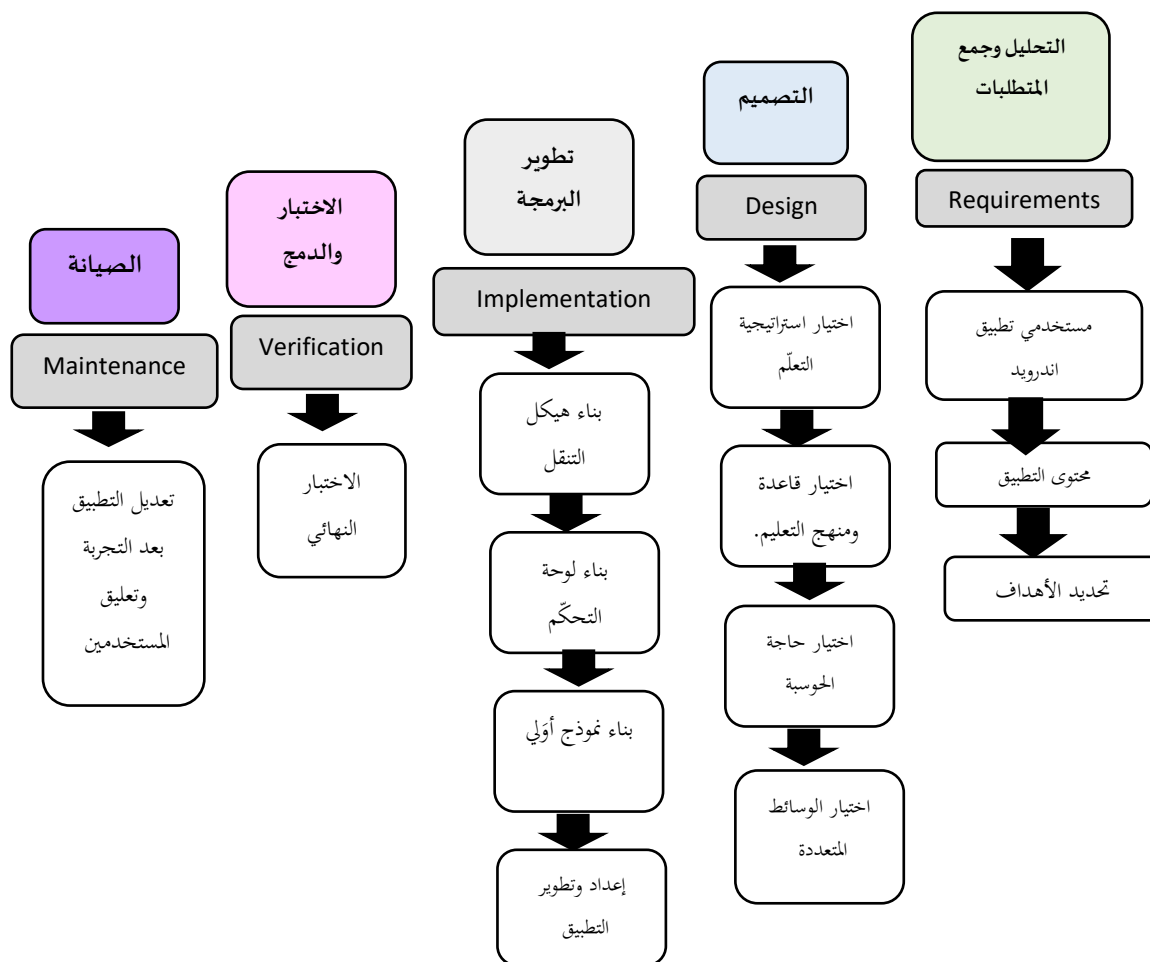 التحليل وجمع
المتطلبات
Requirements
مستخدمي تطبيق
اندرويد
محتوى التطبيق
تحديد الأهداف
التصميم
Design
اختيار استراتيجية
التعلّم
اختيار قاعدة
ومنهج التعليم.
اختيار حاجة
الحوسبة
اختيار الوسائط
المتعددة
تطوير
البرمجة
Implementation
بناء هيكل
التنقل
بناء لوحة
التحكّم
بناء نموذج أوَلي
إعداد وتطوير
التطبيق
الاختبار
والدمج
Verification
الاختبار
النهائي
الصيانة
Maintenance
تعديل التطبيق
بعد التجربة
وتعليق
المستخدمين